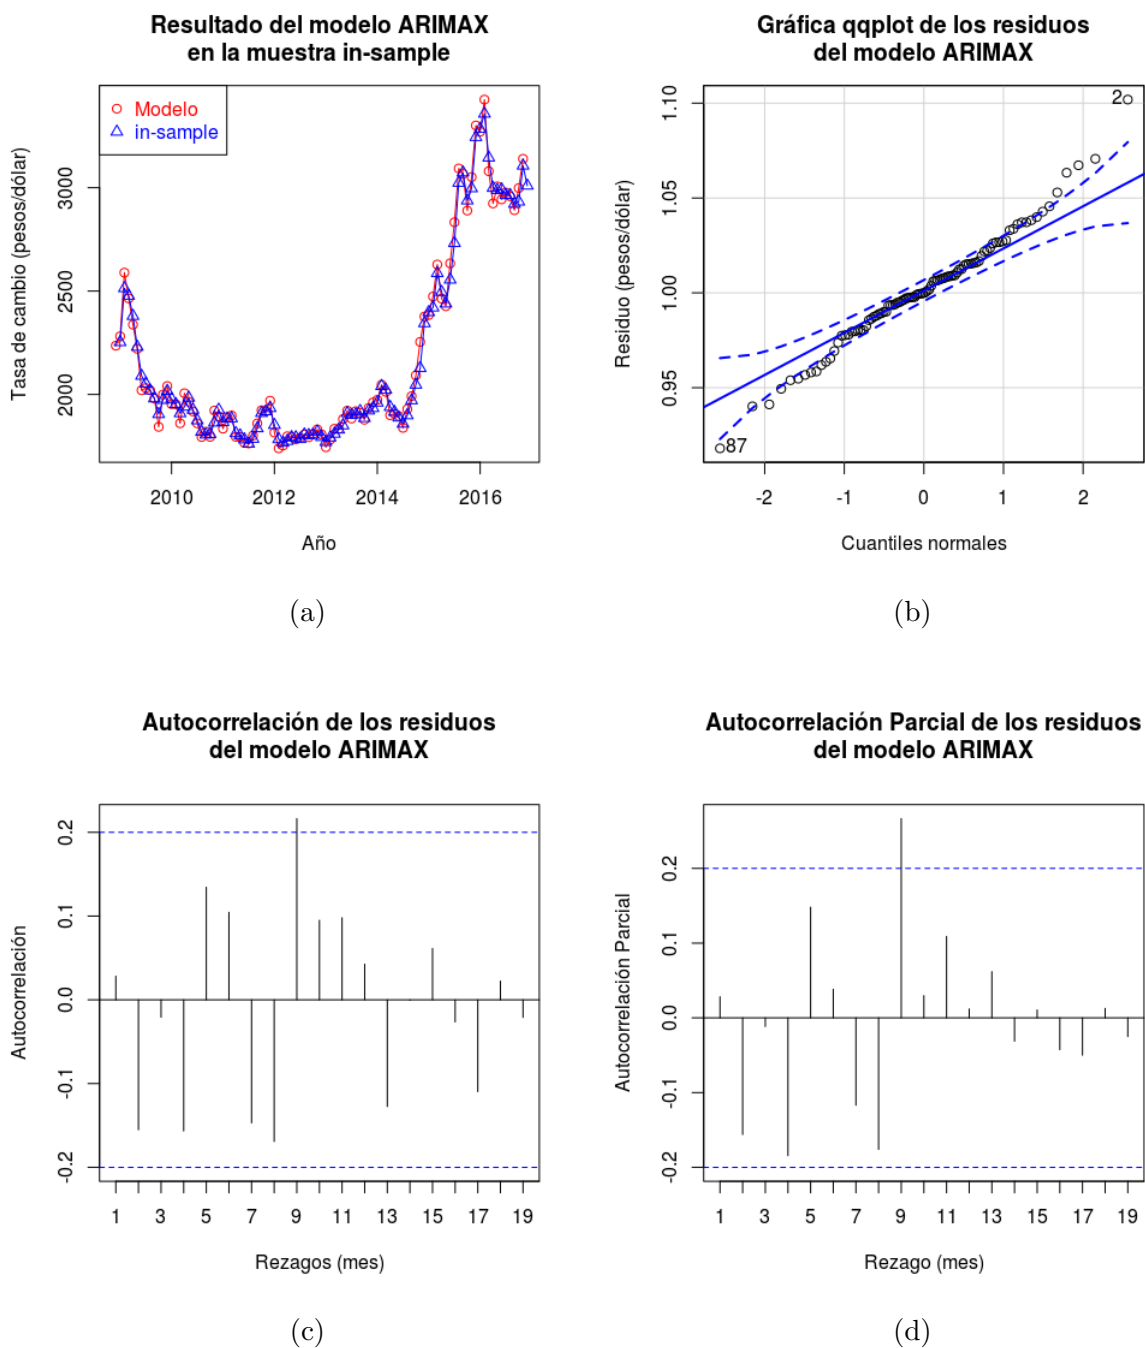 Resultado del modelo ARIMAX
en la muestra in-sample
Modelo
in-sample
Tasa de cambio (pesos/dólar)
3000
2500
2000
2010 2012 2014 2016
Año
(a)
Gráfica qqplot de los residuos
del modelo ARIMAX
2
87
Residuo (pesos/dólar)
1.10
1.05
1.00
0.95
-2 -1 0 1 2
Cuantiles normales
(b)
Autocorrelación de los residuos
del modelo ARIMAX
Autocorrelación
0.2
0.1
0.0
-0.1
-0.2
1 3 5 7 9 11 13 15 17 19
Rezagos (mes)
(c)
Autocorrelación Parcial de los residuos
del modelo ARIMAX
Autocorrelación Parcial
0.2
0.1
0.0
-0.1
-0.2
1 3 5 7 9 11 13 15 17 19
Rezago (mes)
(d)